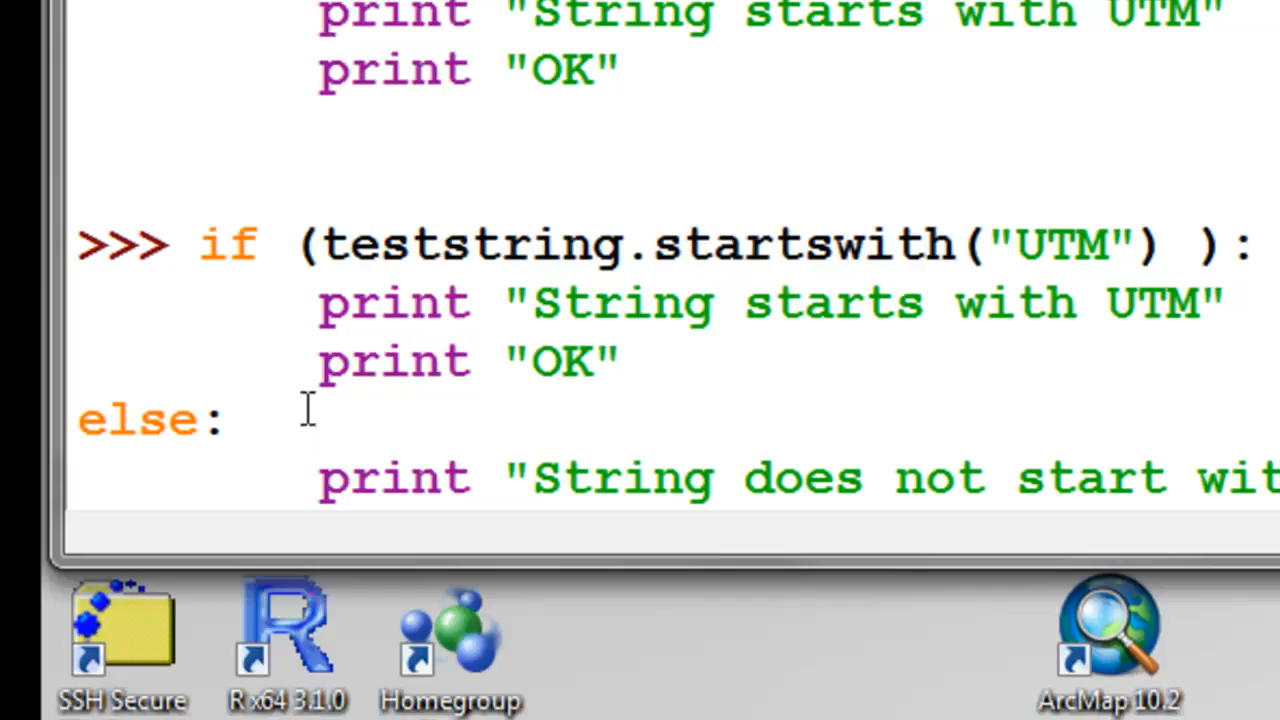 print "String starts with UTM"
print "OK"
>>> if (teststring.startswith("UTM") ):
print "String starts with UTM"
print "OK"
else:
print "String does not start wit
SSH Secure
R x64 3.1.0
Homegroup
ArcMap 10.2